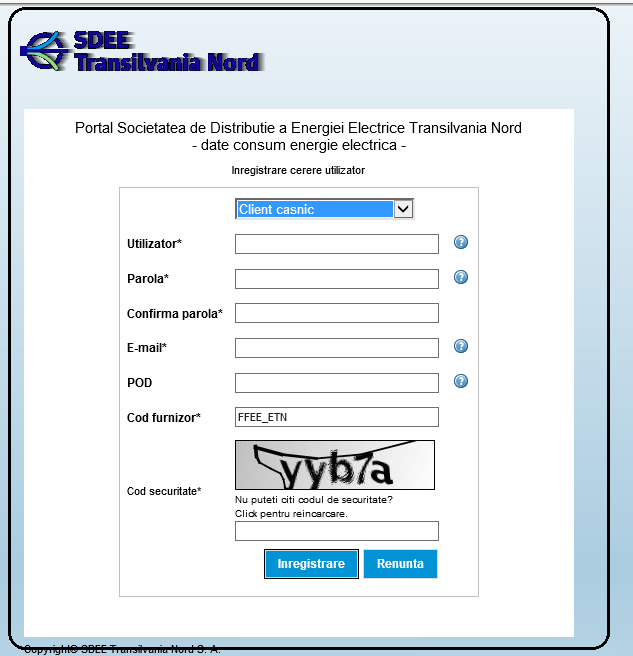 SDEE
Transilvania Nord
Portal Societatea de Distributie a Energiei Electrice Transilvania Nord
- date consum energie electrica -
Inregistrare cerere utilizator
Client casnic
Utilizator*
Parola*
Confirma parola*
E-mail*
POD
Cod furnizor* FFEE_ETN
yyb7a
Cod securitate*
Nu puteti citi codul de securitate?
Click pentru reincarcare.
Inregistrare Renunta
Copyright© SDEE Transilvania Nord S. A.